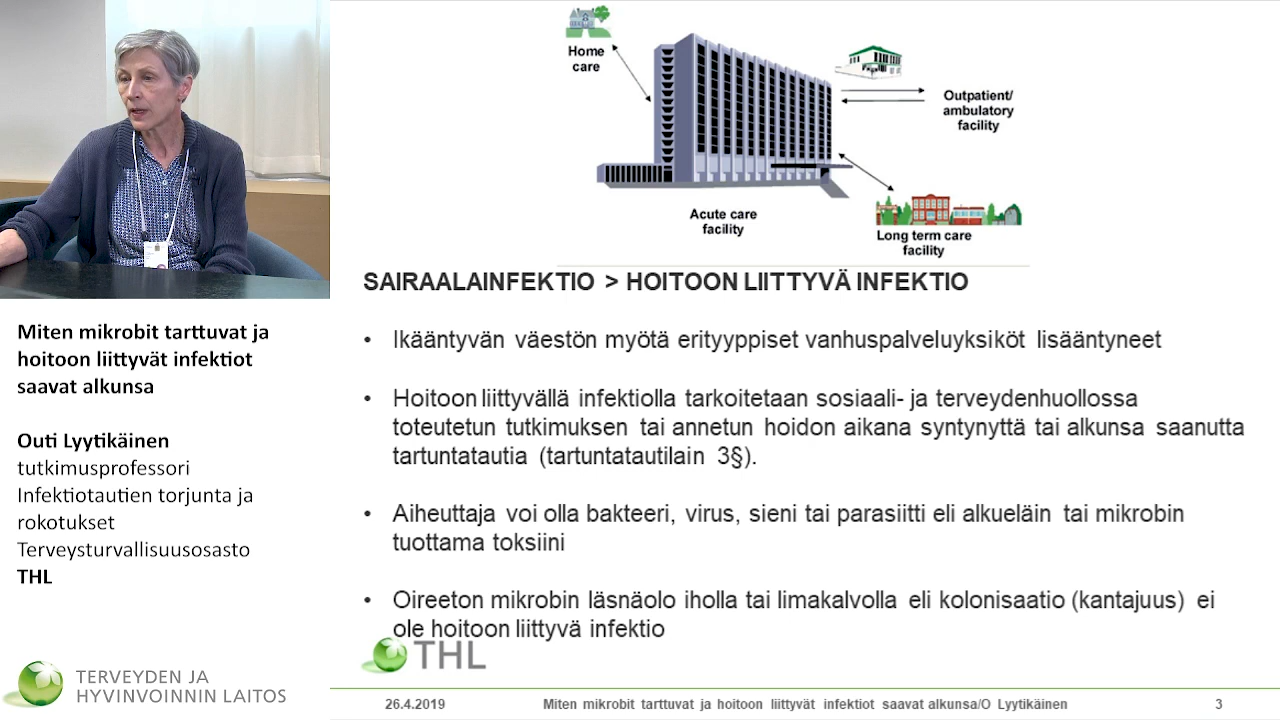 Miten mikrobit tarttuvat ja
hoitoon liittyvät infektiot
saavat alkunsa
Outi Lyytikäinen
tutkimusprofessori
Infektiotautien torjunta ja
rokotukset
Terveysturvallisuusosasto
THL
TERVEYDEN JA
HYVINVOINNIN LAITOS
Home
care
Outpatient/
ambulatory
facility
Acute care
facility
Long term care
facility
SAIRAALAINFEKTIO > HOITOON LIITTYVÄ INFEKTIO
• Ikääntyvän väestön myötä erityyppiset vanhuspalveluyksiköt lisääntyneet
• Hoitoon liittyvällä infektiolla tarkoitetaan sosiaali- ja terveydenhuollossa
toteutetun tutkimuksen tai annetun hoidon aikana syntynyttä tai alkunsa saanutta
tartuntatautia (tartuntatautilain 3§).
• Aiheuttaja voi olla bakteeri, virus, sieni tai parasiitti eli alkueläin tai mikrobin
tuottama toksiini
• Oireeton mikrobin läsnäolo iholla tai limakalvolla eli kolonisaatio (kantajuus) ei
ole hoitoon liittyvä infektio
THL
26.4.2019
Miten mikrobit tarttuvat ja hoitoon liittyvät infektiot saavat alkunsa/O Lyytikäinen
3